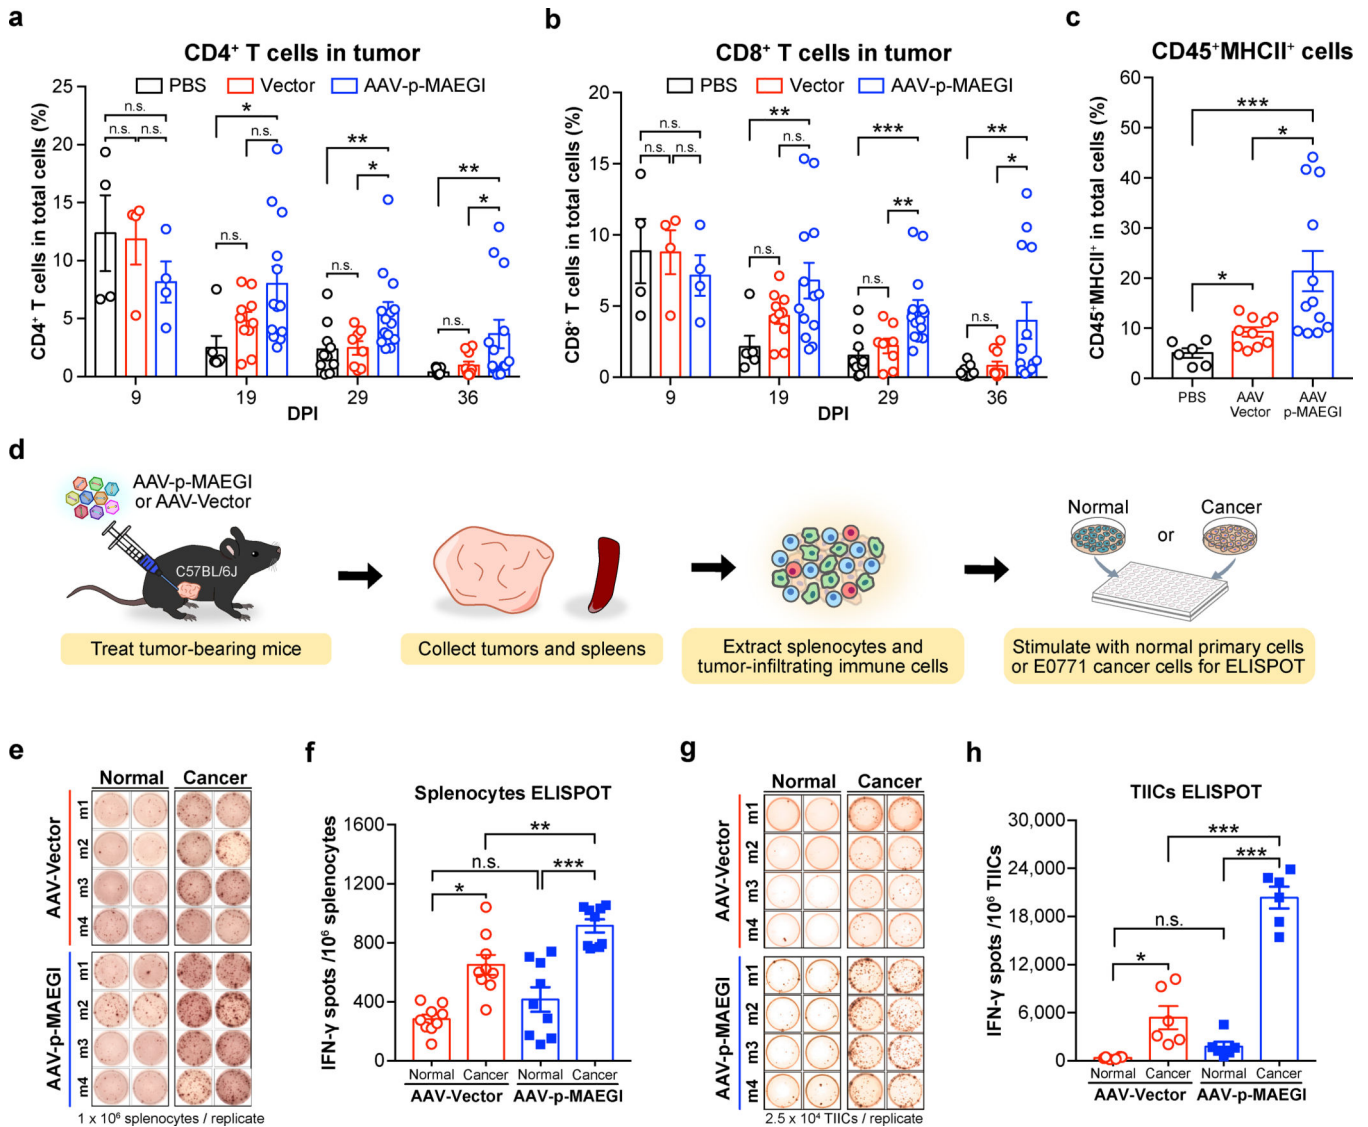 a
CD4⁺ T cells in tumor
PBS Vector AAV-p-MAEGI
CD4⁺ T cells in total cells (%)
25
20
15
10
5
0
n.s.
n.s. n.s.
*
n.s.
n.s.
**
*
n.s.
**
*
n.s.
9 19 29 36
DPI
b
CD8⁺ T cells in tumor
PBS Vector AAV-p-MAEGI
CD8⁺ T cells in total cells (%)
20
15
10
5
0
n.s.
n.s. n.s.
**
n.s.
n.s.
***
**
n.s.
**
*
n.s.
9 19 29 36
DPI
c
CD45⁺MHCII⁺ cells
CD45⁺MHCII⁺ in total cells (%)
60
50
40
30
20
10
0
***
*
*
PBS
AAV
Vector
AAV
p-MAEGI
d
AAV-p-MAEGI
or AAV-Vector
C57BL/6J
Treat tumor-bearing mice
Collect tumors and spleens
Extract splenocytes and
tumor-infiltrating immune cells
Normal or Cancer
Stimulate with normal primary cells
or E0771 cancer cells for ELISPOT
e
Normal Cancer
AAV-Vector
m1
m2
m3
m4
AAV-p-MAEGI
m1
m2
m3
m4
1 x 10⁶ splenocytes / replicate
f
Splenocytes ELISPOT
IFN-γ spots /10⁶ splenocytes
1600
1200
800
400
0
**
n.s.
***
*
Normal Cancer Normal Cancer
AAV-Vector AAV-p-MAEGI
g
Normal Cancer
AAV-Vector
m1
m2
m3
m4
AAV-p-MAEGI
m1
m2
m3
m4
2.5 x 10⁴ TIICs / replicate
h
TIICs ELISPOT
IFN-γ spots /10⁶ TIICs
30,000
24,000
18,000
12,000
6,000
0
***
***
n.s.
*
Normal Cancer Normal Cancer
AAV-Vector AAV-p-MAEGI